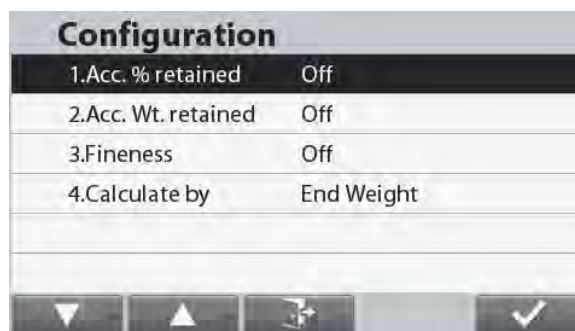 Configuration
1.Acc. % retained Off
2.Acc. Wt. retained Off
3.Fineness Off
4.Calculate by End Weight